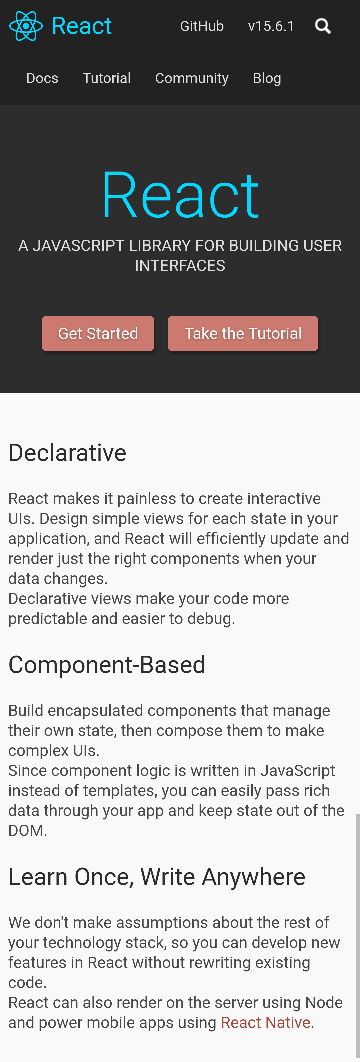 React GitHub v15.6.1
Docs Tutorial Community Blog
React
A JAVASCRIPT LIBRARY FOR BUILDING USER
INTERFACES
Get Started Take the Tutorial
Declarative
React makes it painless to create interactive
UIs. Design simple views for each state in your
application, and React will efficiently update and
render just the right components when your
data changes.
Declarative views make your code more
predictable and easier to debug.
Component-Based
Build encapsulated components that manage
their own state, then compose them to make
complex UIs.
Since component logic is written in JavaScript
instead of templates, you can easily pass rich
data through your app and keep state out of the
DOM.
Learn Once, Write Anywhere
We don't make assumptions about the rest of
your technology stack, so you can develop new
features in React without rewriting existing
code.
React can also render on the server using Node
and power mobile apps using React Native.